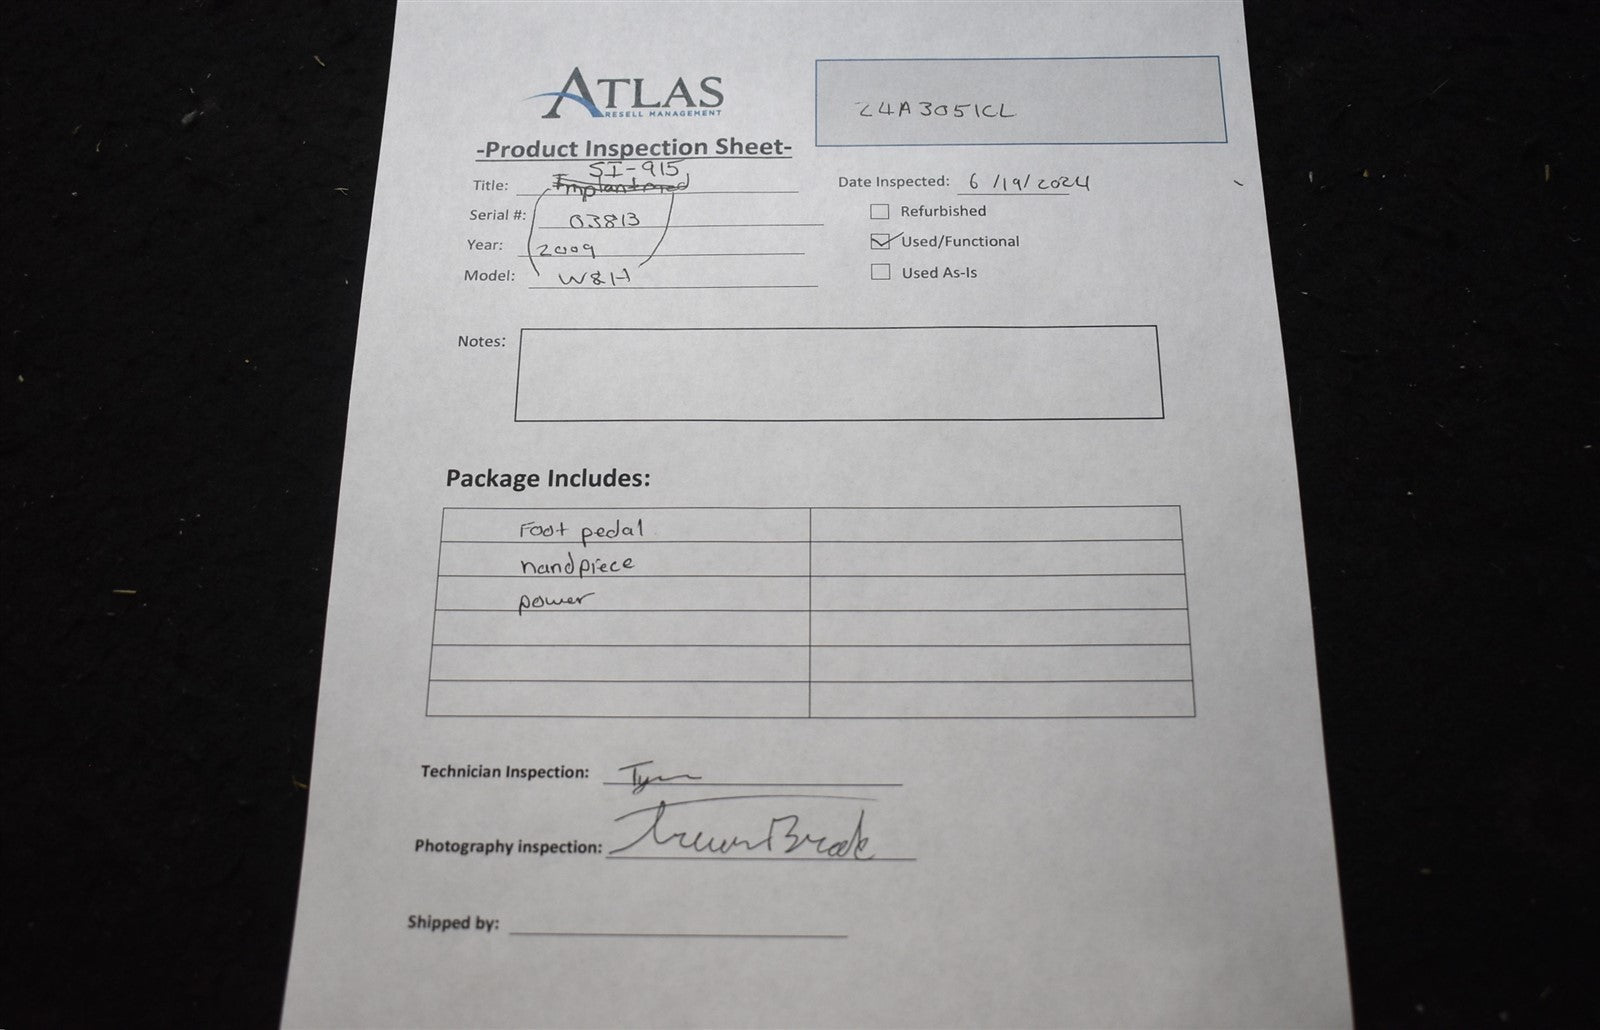 ATLAS
RESELL MANAGEMENT
24A3051CL
-Product Inspection Sheet-
SI-915
Title: Implantmed
Date Inspected: 6/19/2024
Serial #: 03813
Refurbished
Year: 2009
Used/Functional
Model: W&H
Used As-Is
Notes:
Package Includes:
Foot pedal
handpiece
power
Technician Inspection:
Photography inspection:
Shipped by: